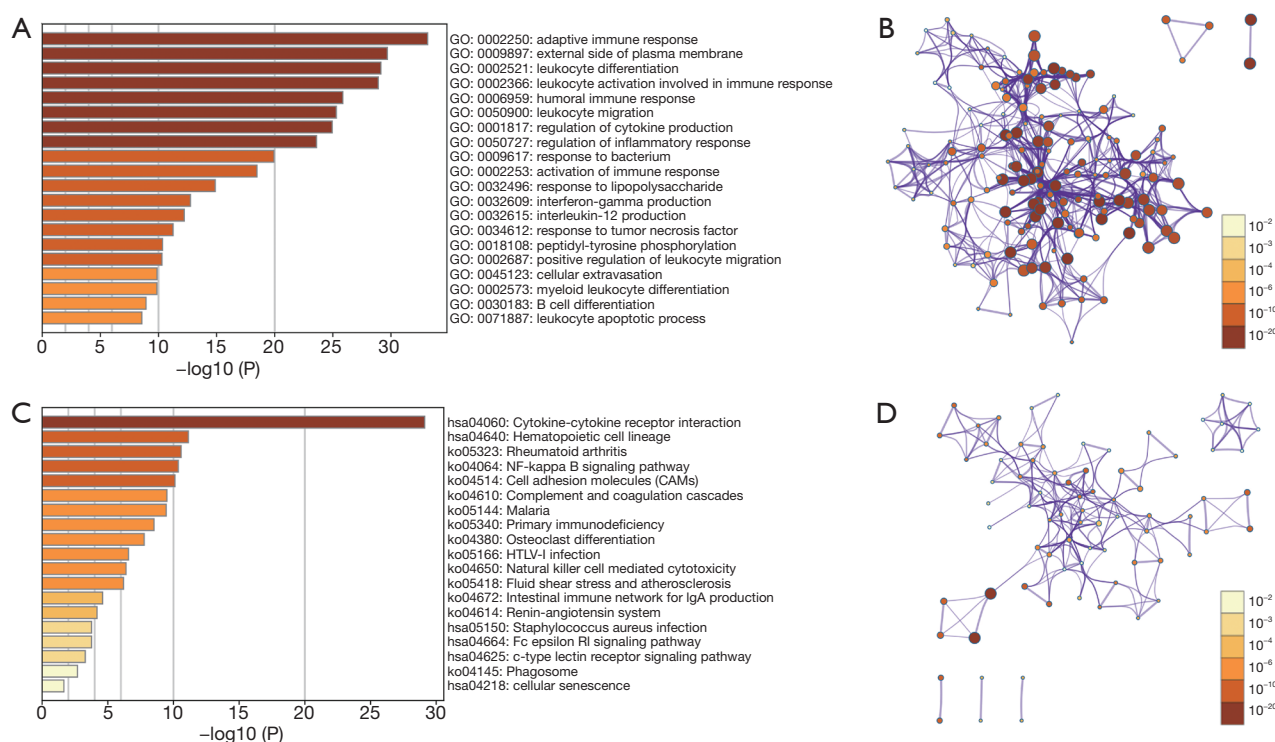 A
GO: 0002250: adaptive immune response
GO: 0009897: external side of plasma membrane
GO: 0002521: leukocyte differentiation
GO: 0002366: leukocyte activation involved in immune response
GO: 0006959: humoral immune response
GO: 0050900: leukocyte migration
GO: 0001817: regulation of cytokine production
GO: 0050727: regulation of inflammatory response
GO: 0009617: response to bacterium
GO: 0002253: activation of immune response
GO: 0032496: response to lipopolysaccharide
GO: 0032609: interferon-gamma production
GO: 0032615: interleukin-12 production
GO: 0034612: response to tumor necrosis factor
GO: 0018108: peptidyl-tyrosine phosphorylation
GO: 0002687: positive regulation of leukocyte migration
GO: 0045123: cellular extravasation
GO: 0002573: myeloid leukocyte differentiation
GO: 0030183: B cell differentiation
GO: 0071887: leukocyte apoptotic process
0 5 10 15 20 25 30
−log10 (P)
B
10⁻²
10⁻³
10⁻⁴
10⁻⁶
10⁻¹⁰
10⁻²⁰
C
hsa04060: Cytokine-cytokine receptor interaction
hsa04640: Hematopoietic cell lineage
ko05323: Rheumatoid arthritis
ko04064: NF-kappa B signaling pathway
ko04514: Cell adhesion molecules (CAMs)
ko04610: Complement and coagulation cascades
ko05144: Malaria
ko05340: Primary immunodeficiency
ko04380: Osteoclast differentiation
ko05166: HTLV-I infection
ko04650: Natural killer cell mediated cytotoxicity
ko05418: Fluid shear stress and atherosclerosis
ko04672: Intestinal immune network for IgA production
ko04614: Renin-angiotensin system
hsa05150: Staphylococcus aureus infection
hsa04664: Fc epsilon RI signaling pathway
hsa04625: c-type lectin receptor signaling pathway
ko04145: Phagosome
hsa04218: cellular senescence
0 5 10 15 20 25 30
−log10 (P)
D
10⁻²
10⁻³
10⁻⁴
10⁻⁶
10⁻¹⁰
10⁻²⁰